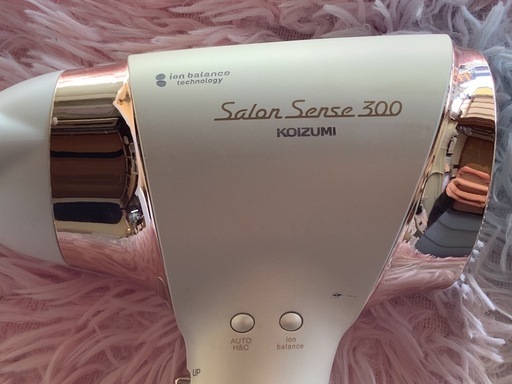 ion balance
technology
Salon Sense 300
KOIZUMI
AUTO
H&C
ion
balance
UP